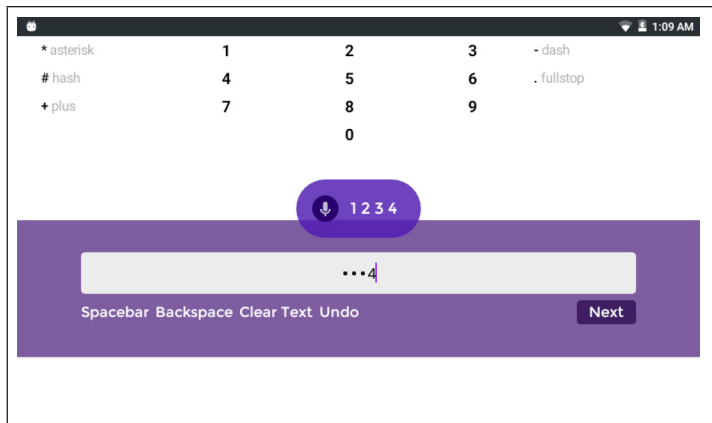 1:09 AM
* asterisk 1 2 3 - dash
# hash 4 5 6 . fullstop
+ plus 7 8 9
0
1 2 3 4
•••4
Spacebar Backspace Clear Text Undo Next